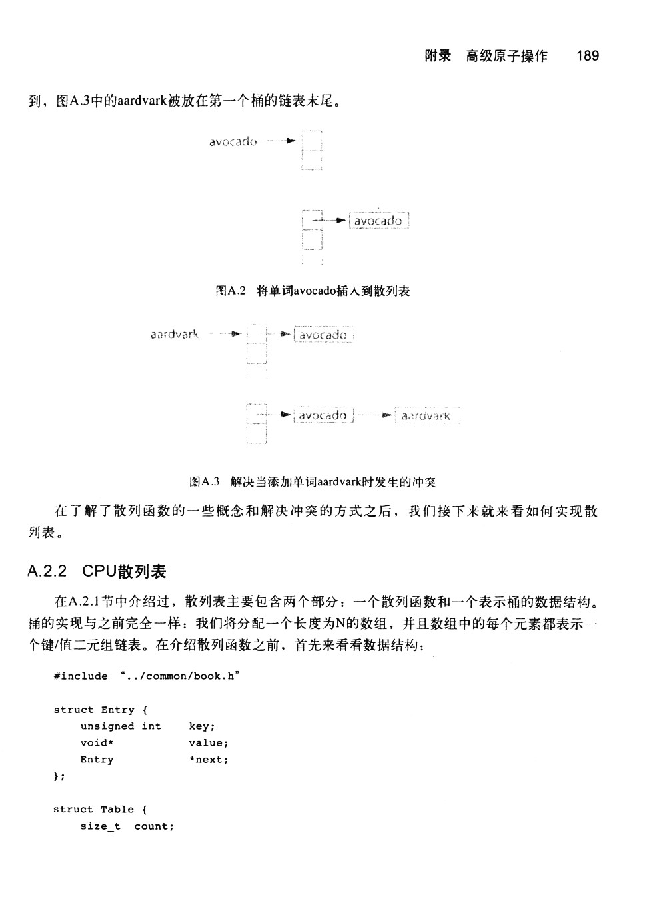 附录 高级原子操作 189
到，图A.3中的aardvark被放在第一个桶的链表末尾。
avocado
avocado
图A.2 将单词avocado插入到散列表
aardvark avocado
avocado aardvark
图A.3 解决当添加单词aardvark时发生的冲突
在了解了散列函数的一些概念和解决冲突的方式之后，我们接下来就来看如何实现散
列表。
A.2.2 CPU散列表
在A.2.1节中介绍过，散列表主要包含两个部分：一个散列函数和一个表示桶的数据结构。
桶的实现与之前完全一样：我们将分配一个长度为N的数组，并且数组中的每个元素都表示一
个键/值二元组链表。在介绍散列函数之前，首先来看看数据结构：
#include “../common/book.h”
struct Entry {
unsigned int key;
void* value;
Entry *next;
};
struct Table {
size_t count;